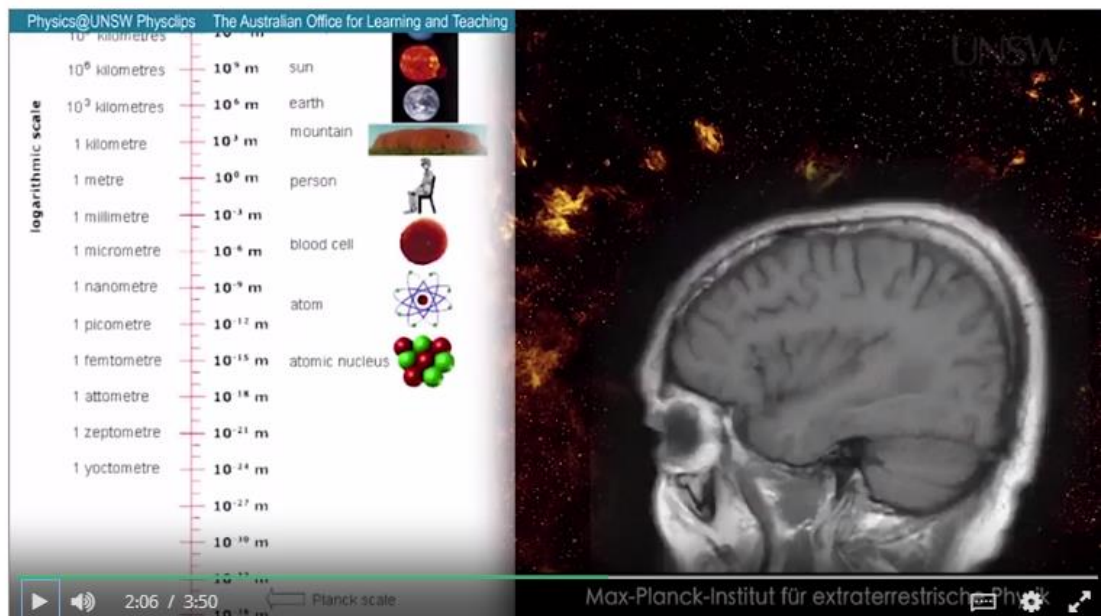 Physics@UNSW Physclips The Australian Office for Learning and Teaching
UNSW
kilometres
10⁶ kilometres 10⁹ m sun
10³ kilometres 10⁶ m earth
logarithmic scale
1 kilometre 10³ m mountain
1 metre 10⁰ m person
1 millimetre 10⁻³ m
1 micrometre 10⁻⁶ m blood cell
1 nanometre 10⁻⁹ m
atom
1 picometre 10⁻¹² m
1 femtometre 10⁻¹⁵ m atomic nucleus
1 attometre 10⁻¹⁸ m
1 zeptometre 10⁻²¹ m
1 yoctometre 10⁻²⁴ m
10⁻²⁷ m
10⁻³⁰ m
Planck scale
2:06 / 3:50
Max-Planck-Institut für extraterrestrische Physik